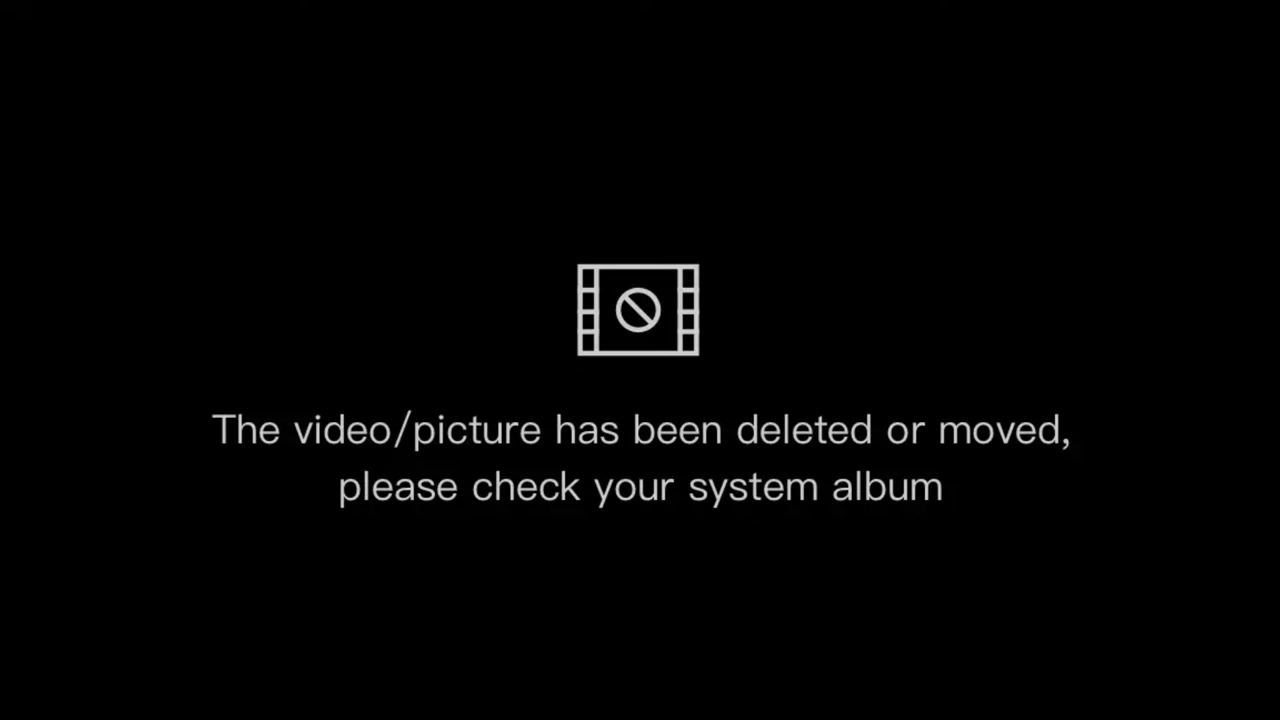 The video/picture has been deleted or moved,
please check your system album